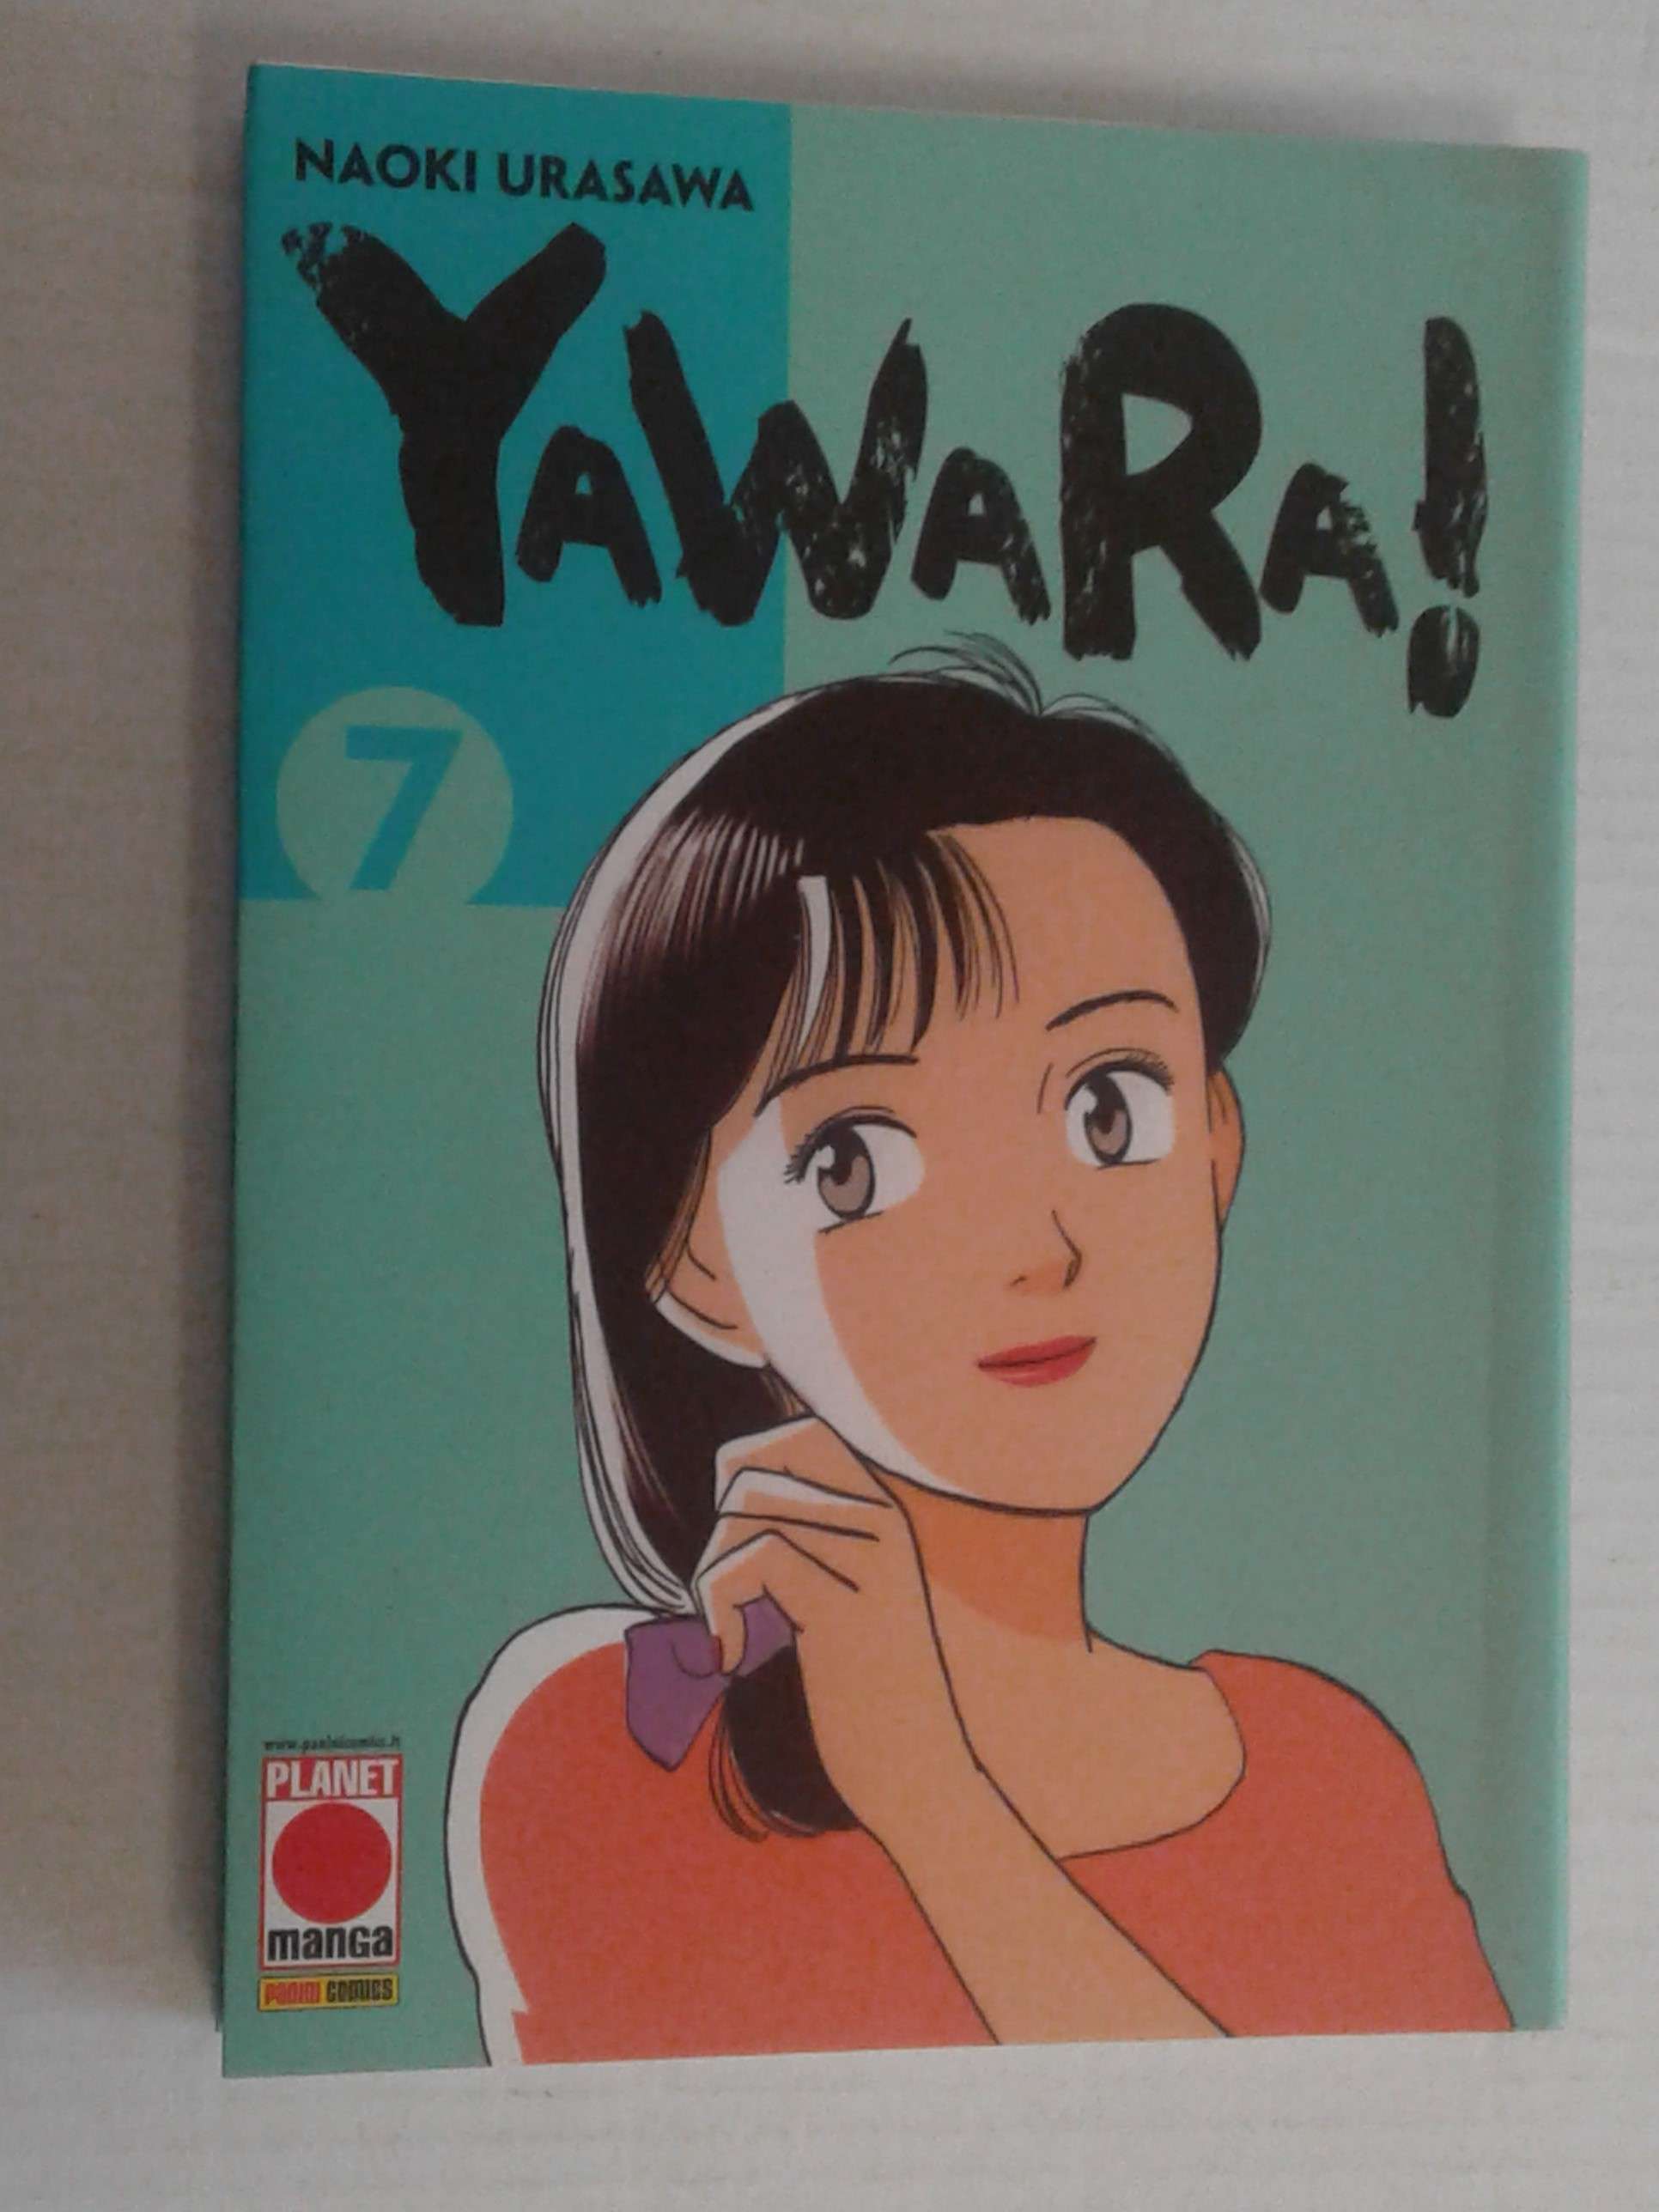 NAOKI URASAWA
YAWARA!
7
www.paninicomics.it
PLANET
manga
PANINI COMICS